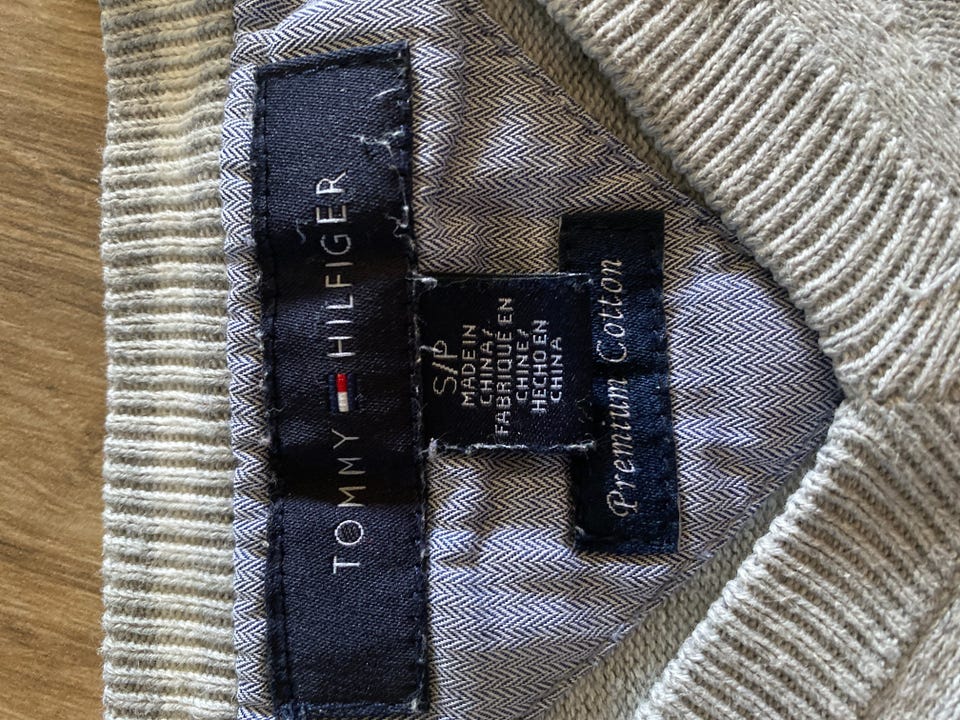 TOMMY HILFIGER
S/P
MADE IN
CHINA/
FABRIQUÉ EN
CHINE/
HECHO EN
CHINA
Premium Cotton